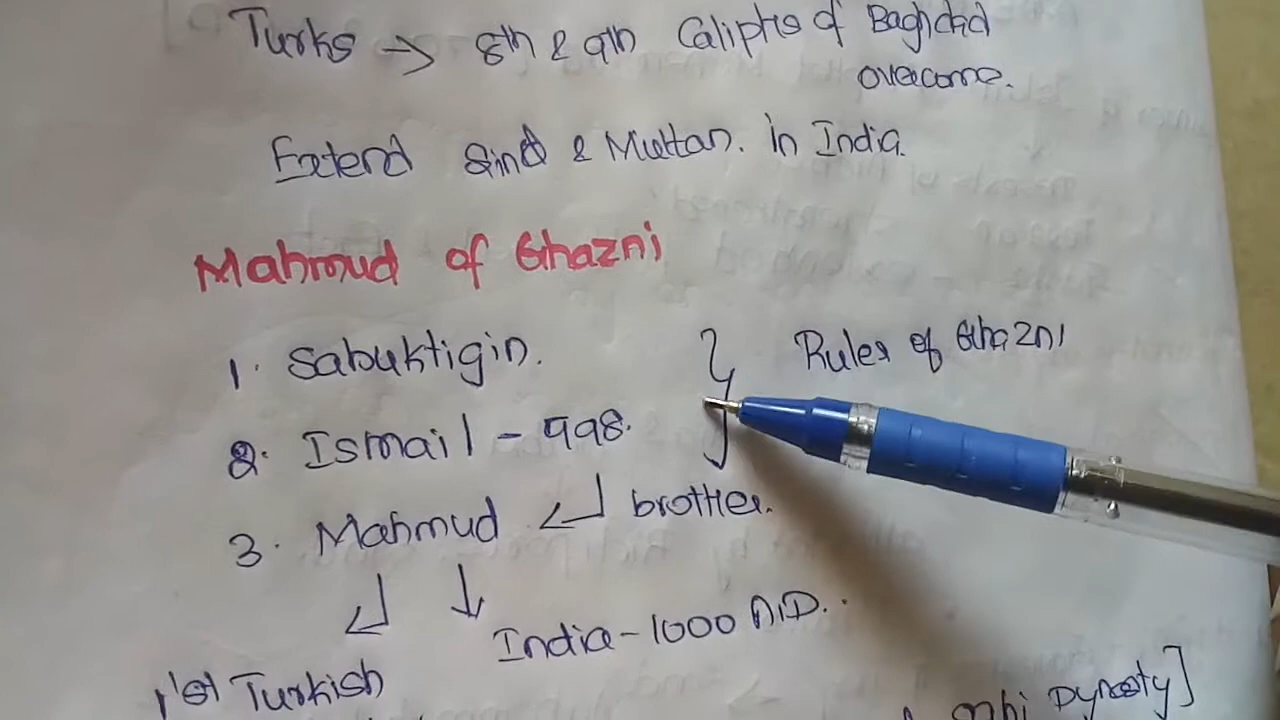 Turks → 8th & 9th Caliphs of Baghdad
overcome.
Extend Sind & Multan. in India.
Mahmud of Ghazni
1. Sabuktigin. } Ruler of Ghazni
2. Ismail - 998.
3. Mahmud ↲ brother.
↲ ↓
India - 1000 A.D.
1st Turkish
Dynasty]